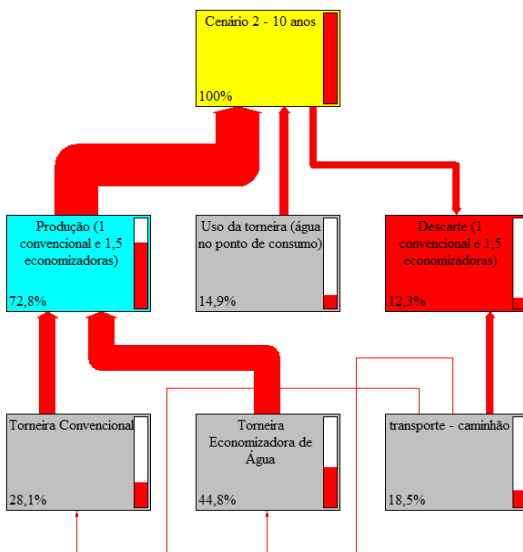 Cenário 2 - 10 anos
100%
Produção (1
convencional e 1,5
economizadoras)
72,8%
Uso da torneira (água
no ponto de consumo)
14,9%
Descarte (1
convencional e 1,5
economizadoras)
12,3%
Torneira Convencional
28,1%
Torneira
Economizadora de
Água
44,8%
transporte - caminhão
18,5%